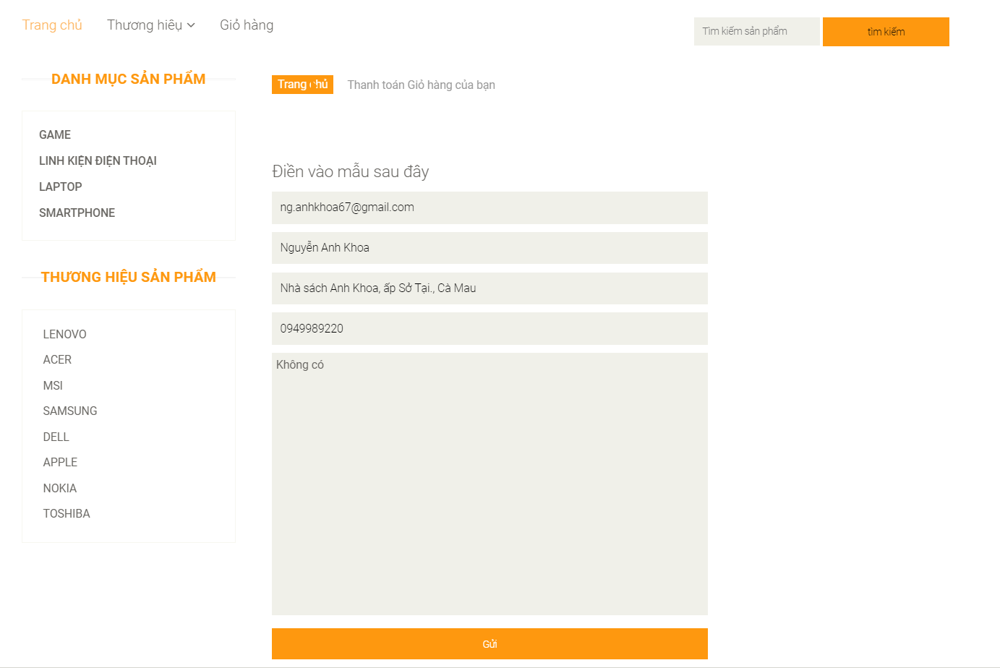 Trang chủ
Thương hiêụ
Giỏ hàng
Tìm kiếm sản phẩm
tìm kiếm
DANH MỤC SẢN PHẨM
GAME
LINH KIỆN ĐIỆN THOẠI
LAPTOP
SMARTPHONE
THƯƠNG HIỆU SẢN PHẨM
LENOVO
ACER
MSI
SAMSUNG
DELL
APPLE
NOKIA
TOSHIBA
Trang chủ
Thanh toán Giỏ hàng của bạn
Điền vào mẫu sau đây
ng.anhkhoa67@gmail.com
Nguyễn Anh Khoa
Nhà sách Anh Khoa, ấp Sở Tại., Cà Mau
0949989220
Không có
Gửi